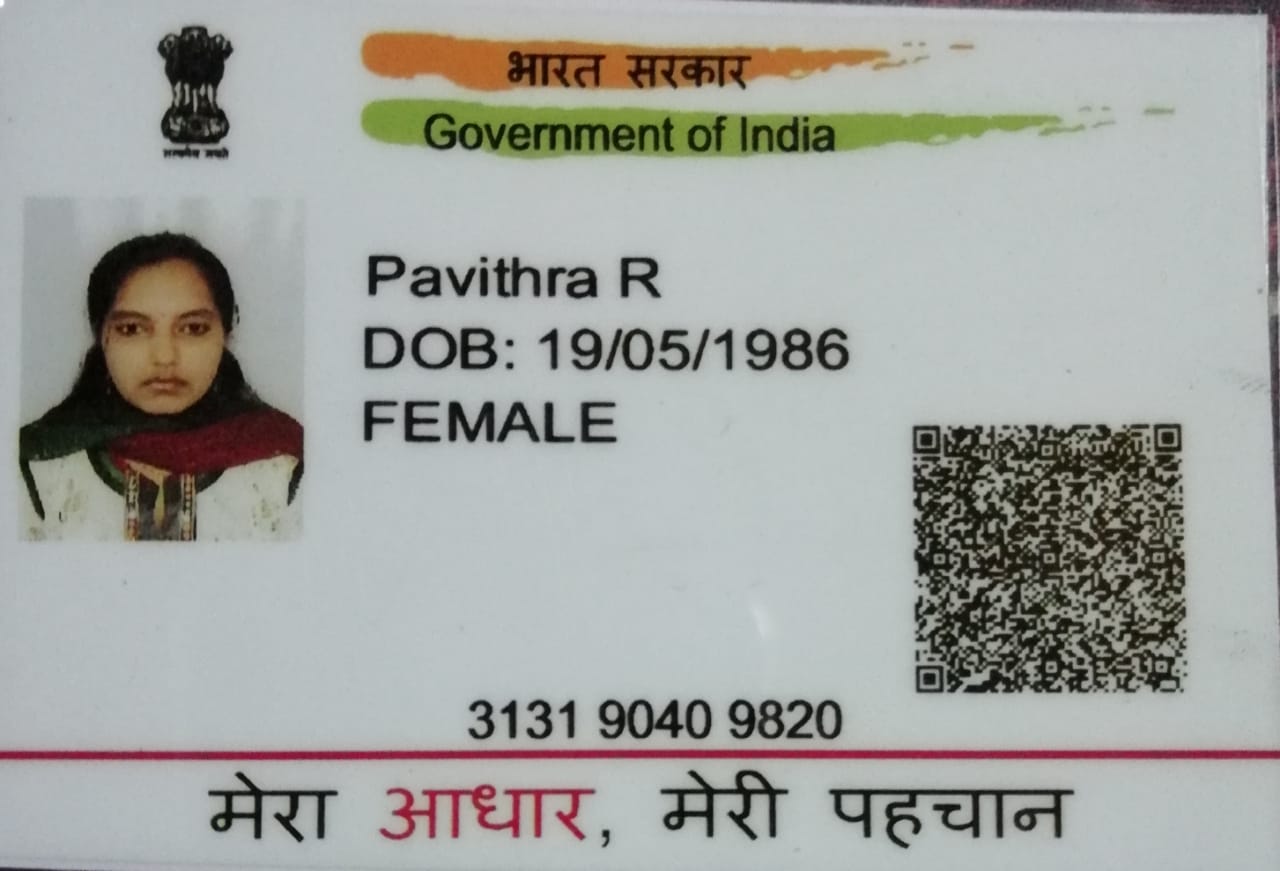 भारत सरकार
Government of India
सत्यमेव जयते
Pavithra R
DOB: 19/05/1986
FEMALE
3131 9040 9820
मेरा आधार, मेरी पहचान